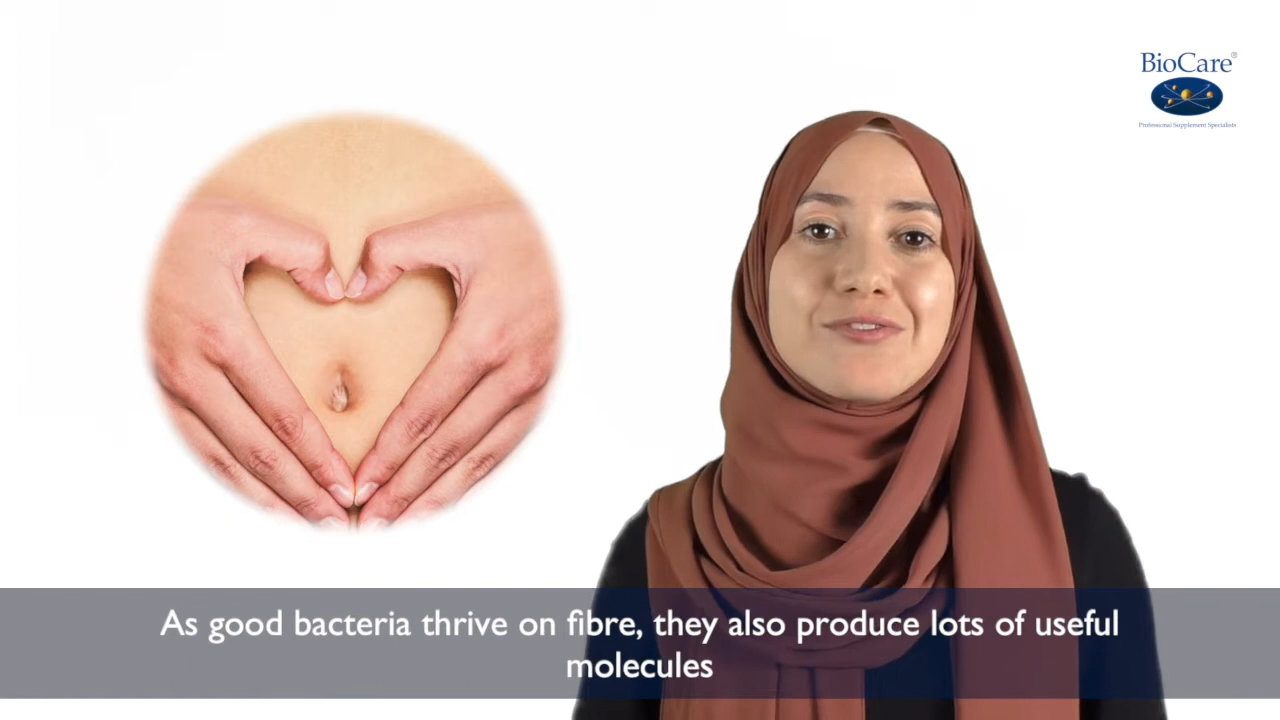 BioCare®
Professional Supplement Specialists
As good bacteria thrive on fibre, they also produce lots of useful
molecules